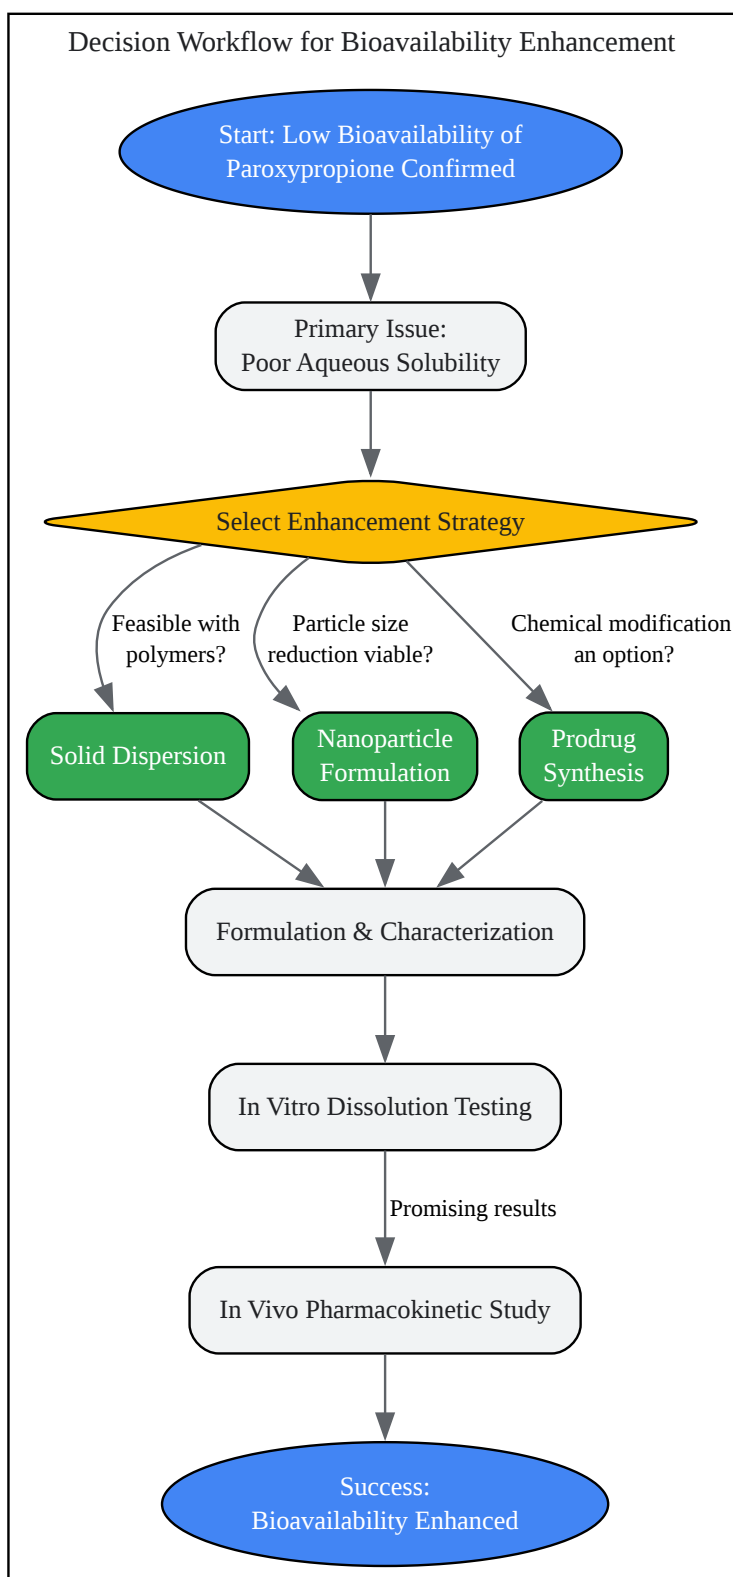 Decision Workflow for Bioavailability Enhancement
Start: Low Bioavailability of
Paroxypropione Confirmed
Primary Issue:
Poor Aqueous Solubility
Select Enhancement Strategy
Feasible with
polymers?
Particle size
reduction viable?
Chemical modification
an option?
Solid Dispersion
Nanoparticle
Formulation
Prodrug
Synthesis
Formulation & Characterization
In Vitro Dissolution Testing
Promising results
In Vivo Pharmacokinetic Study
Success:
Bioavailability Enhanced